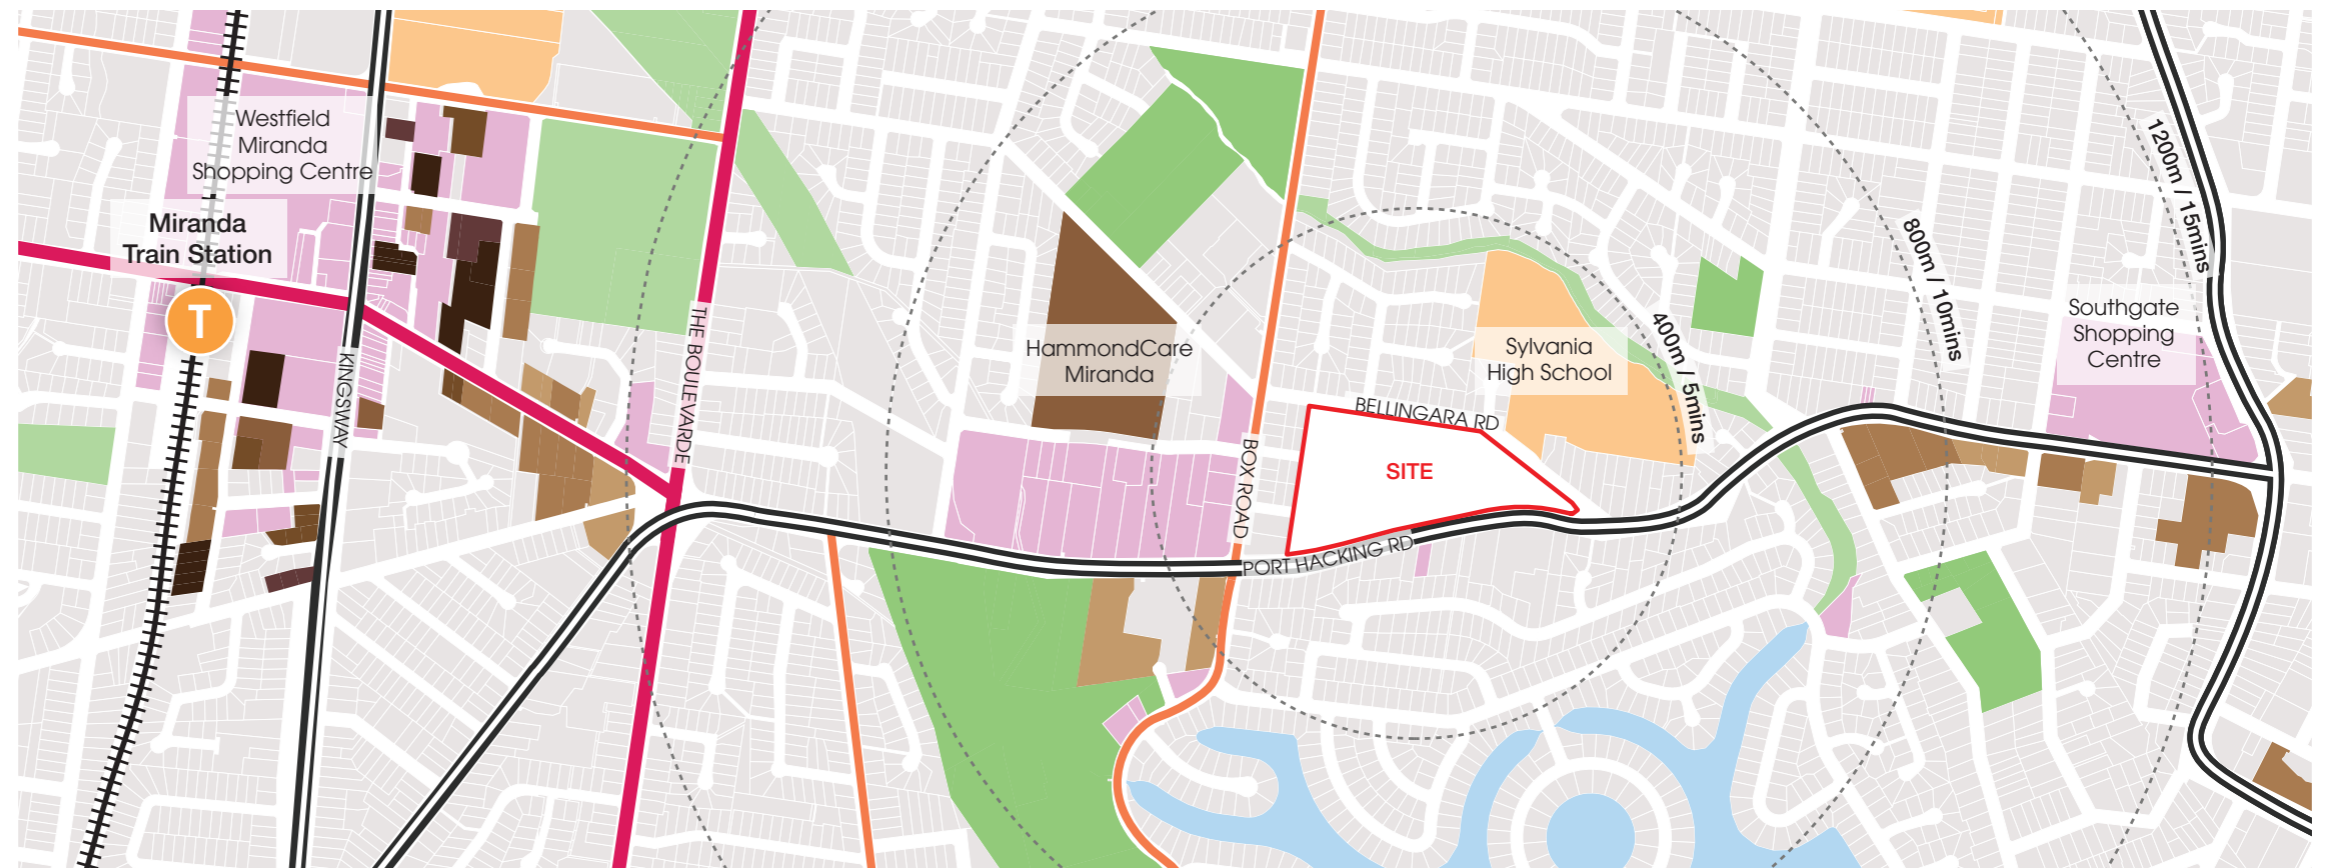 Westfield
Miranda
Shopping Centre
Miranda
Train Station
T
KINGSWAY
THE BOULEVARDE
HammondCare
Miranda
BOX ROAD
BELLINGARA RD
SITE
PORT HACKING RD
Sylvania
High School
400m / 5mins
800m / 10mins
1200m / 15mins
Southgate
Shopping
Centre